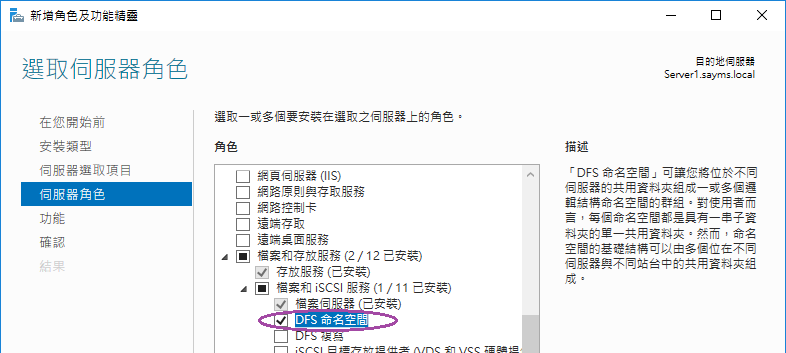 新增角色及功能精靈
選取伺服器角色
目的地伺服器
Server1.sayms.local
在您開始前
安裝類型
伺服器選取項目
伺服器角色
功能
確認
結果
選取一或多個要安裝在選取之伺服器上的角色。
角色
網頁伺服器 (IIS)
網路原則與存取服務
網路控制卡
遠端存取
遠端桌面服務
檔案和存放服務 (2 / 12 已安裝)
存放服務 (已安裝)
檔案和 iSCSI 服務 (1 / 11 已安裝)
檔案伺服器 (已安裝)
DFS 命名空間
DFS 複寫
iSCSI 目標存放提供者 (VDS 和 VSS 硬體提
描述
「DFS 命名空間」可讓您將位於不同
伺服器的共用資料夾組成一或多個邏
輯結構命名空間的群組。對使用者而
言，每個命名空間都是具有一串子資
料夾的單一共用資料夾。然而，命名
空間的基礎結構可以由多個位在不同
伺服器與不同站台中的共用資料夾組
成。